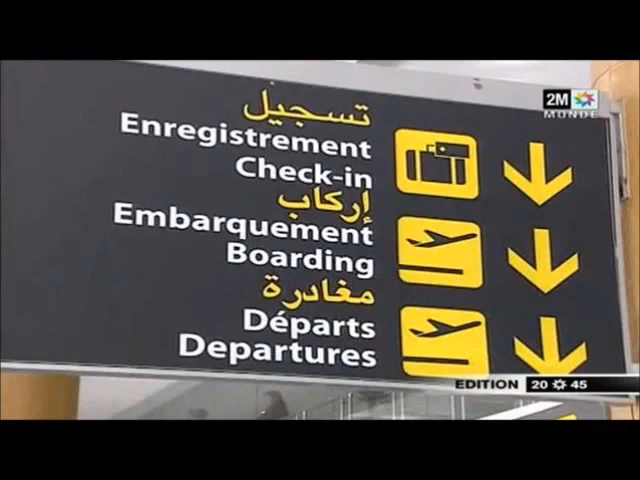 2M
MONDE
تسجيل
Enregistrement
Check-in
إركاب
Embarquement
Boarding
مغادرة
Départs
Departures
EDITION 20 45